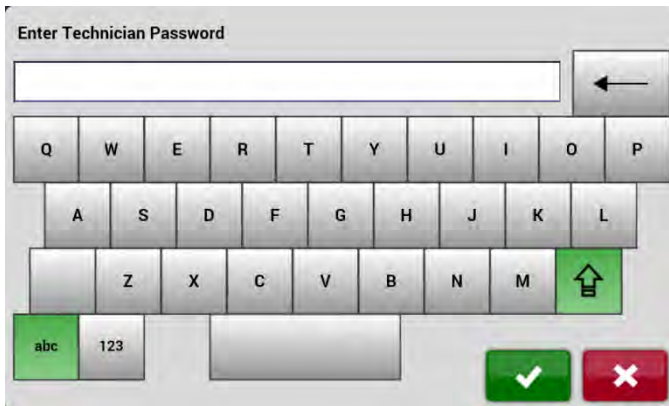 Enter Technician Password
Q W E R T Y U I O P
A S D F G H J K L
Z X C V B N M
abc 123